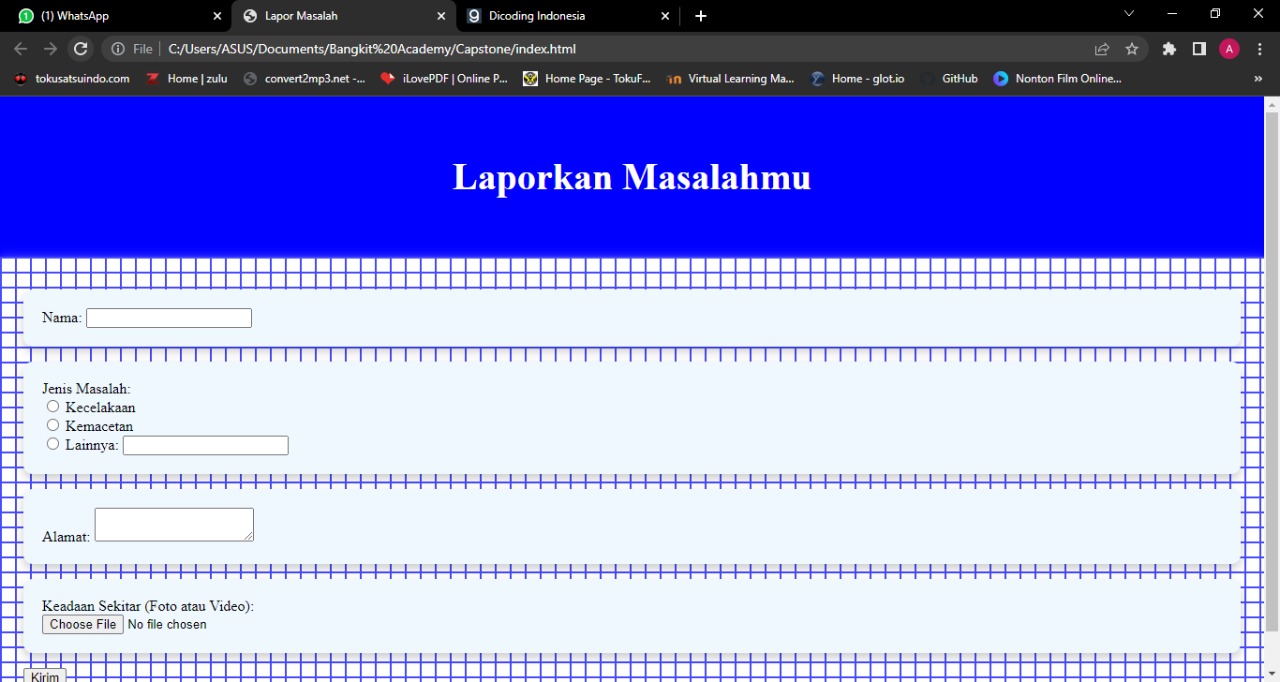 (1) WhatsApp
Lapor Masalah
Dicoding Indonesia
File
C:/Users/ASUS/Documents/Bangkit%20Academy/Capstone/index.html
A
tokusatsuindo.com
Home | zulu
convert2mp3.net -...
iLovePDF | Online P...
Home Page - TokuF...
Virtual Learning Ma...
Home - glot.io
GitHub
Nonton Film Online...
»
Laporkan Masalahmu
Nama:
Jenis Masalah:
Kecelakaan
Kemacetan
Lainnya:
Alamat:
Keadaan Sekitar (Foto atau Video):
Choose File No file chosen
Kirim